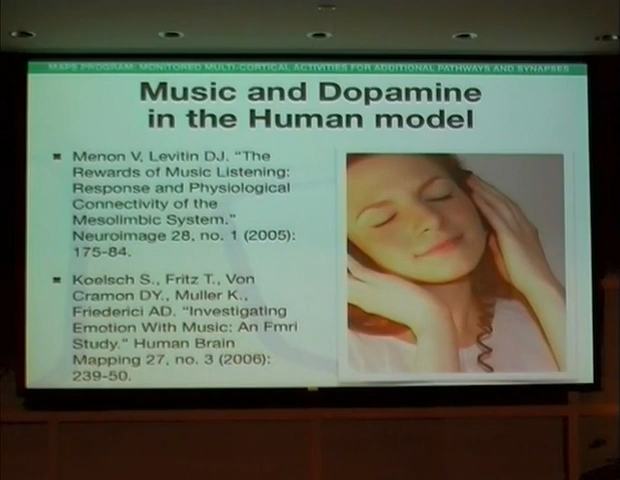 MAPS PROGRAM: MONITORED MULTI-CORTICAL ACTIVITIES FOR ADDITIONAL PATHWAYS AND SYNAPSES
Music and Dopamine
in the Human model
Menon V, Levitin DJ. "The
Rewards of Music Listening:
Response and Physiological
Connectivity of the
Mesolimbic System."
Neuroimage 28, no. 1 (2005):
175-84.
Koelsch S., Fritz T., Von
Cramon DY., Muller K.,
Friederici AD. "Investigating
Emotion With Music: An Fmri
Study." Human Brain
Mapping 27, no. 3 (2006):
239-50.